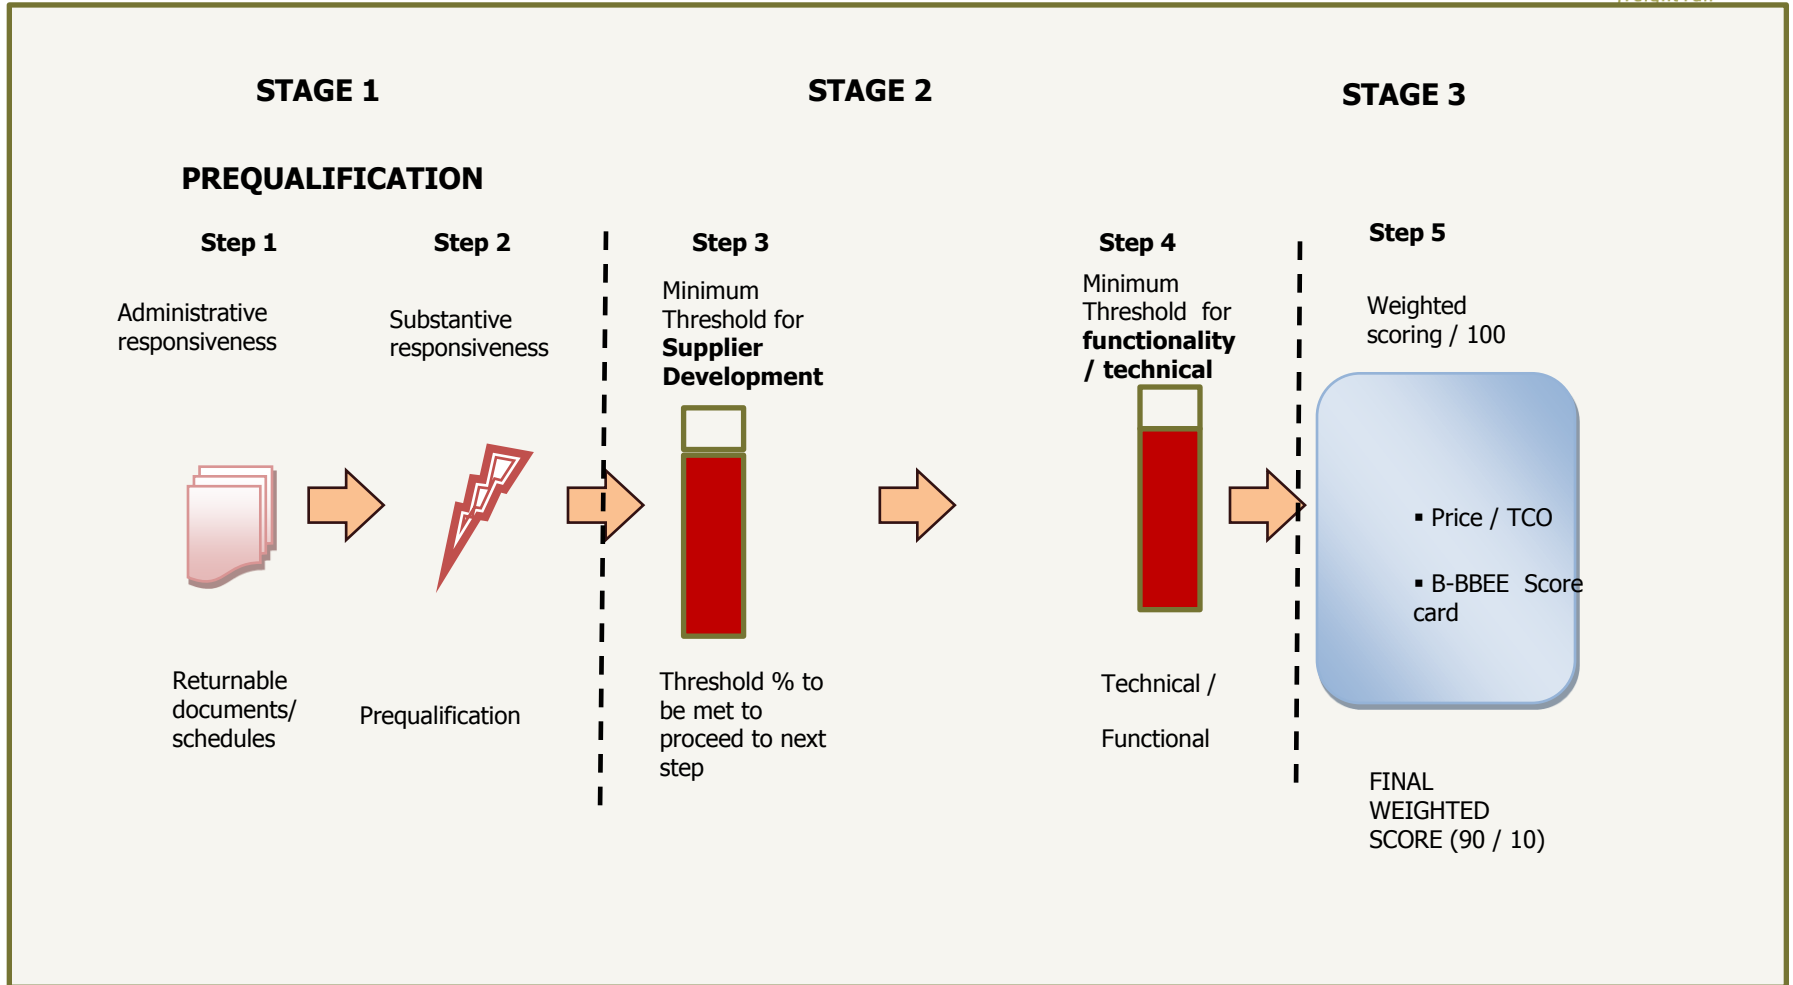 STAGE 1
STAGE 2
STAGE 3
PREQUALIFICATION
Step 1
Step 2
Step 3
Step 4
Step 5
Administrative
responsiveness
Substantive
responsiveness
Minimum
Threshold for
Supplier
Development
Minimum
Threshold for
functionality
/ technical
Weighted
scoring / 100
▪ Price / TCO
▪ B-BBEE Score
card
Returnable
documents/
schedules
Prequalification
Threshold % to
be met to
proceed to next
step
Technical /
Functional
FINAL
WEIGHTED
SCORE (90 / 10)